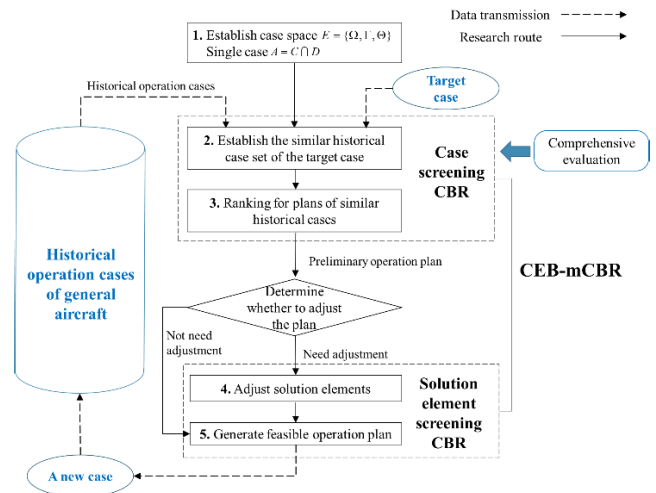 Data transmission
Research route
1. Establish case space E = {Ω, Γ, Θ}
Single case A = C ∩ D
Historical operation cases
Target
case
2. Establish the similar historical
case set of the target case
3. Ranking for plans of similar
historical cases
Case
screening
CBR
Comprehensive
evaluation
Historical
operation cases
of general
aircraft
Preliminary operation plan
CEB-mCBR
Determine
whether to adjust
the plan
Not need
adjustment
Need adjustment
4. Adjust solution elements
5. Generate feasible operation plan
Solution
element
screening
CBR
A new case